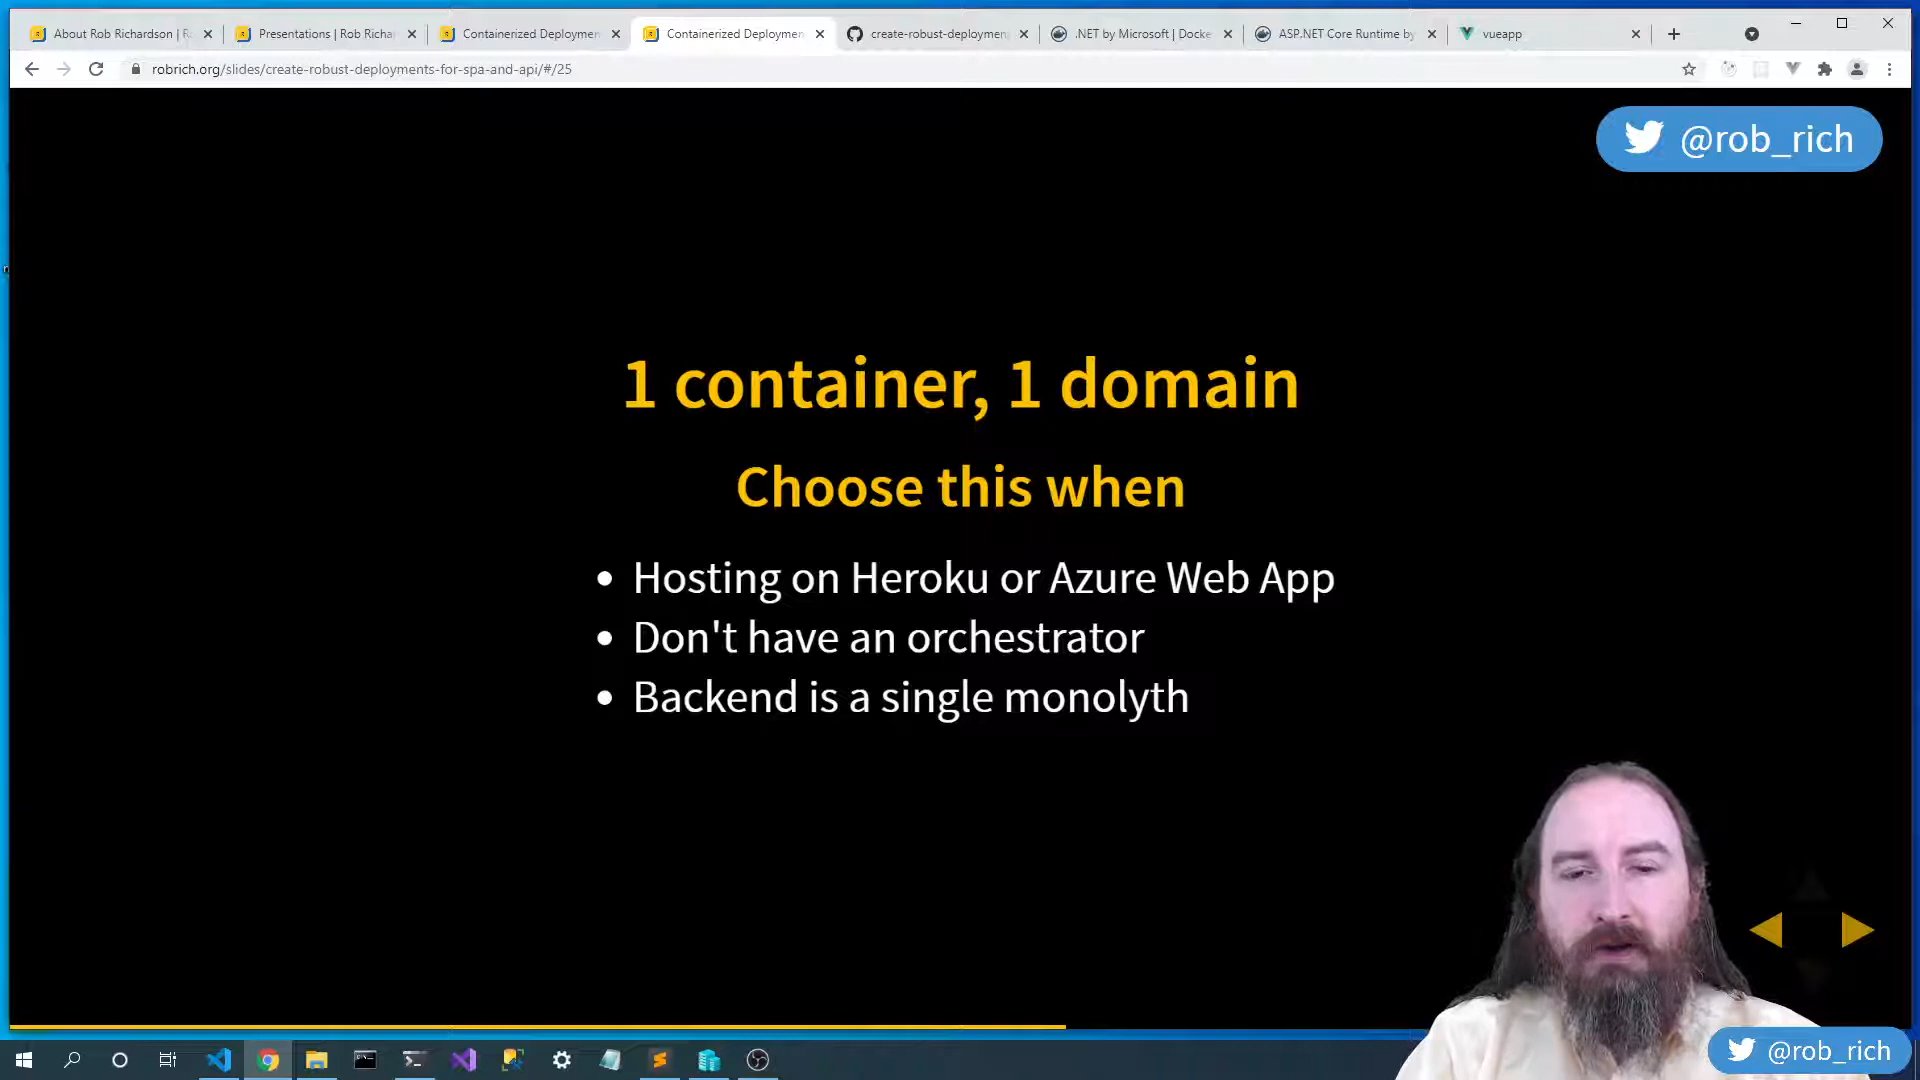 About Rob Richardson | R
Presentations | Rob Richa
Containerized Deploymen
Containerized Deploymen
create-robust-deploymen
.NET by Microsoft | Docke
ASP.NET Core Runtime by
vueapp
robrich.org/slides/create-robust-deployments-for-spa-and-api/#/25
@rob_rich
1 container, 1 domain
Choose this when
• Hosting on Heroku or Azure Web App
• Don't have an orchestrator
• Backend is a single monolyth
@rob_rich